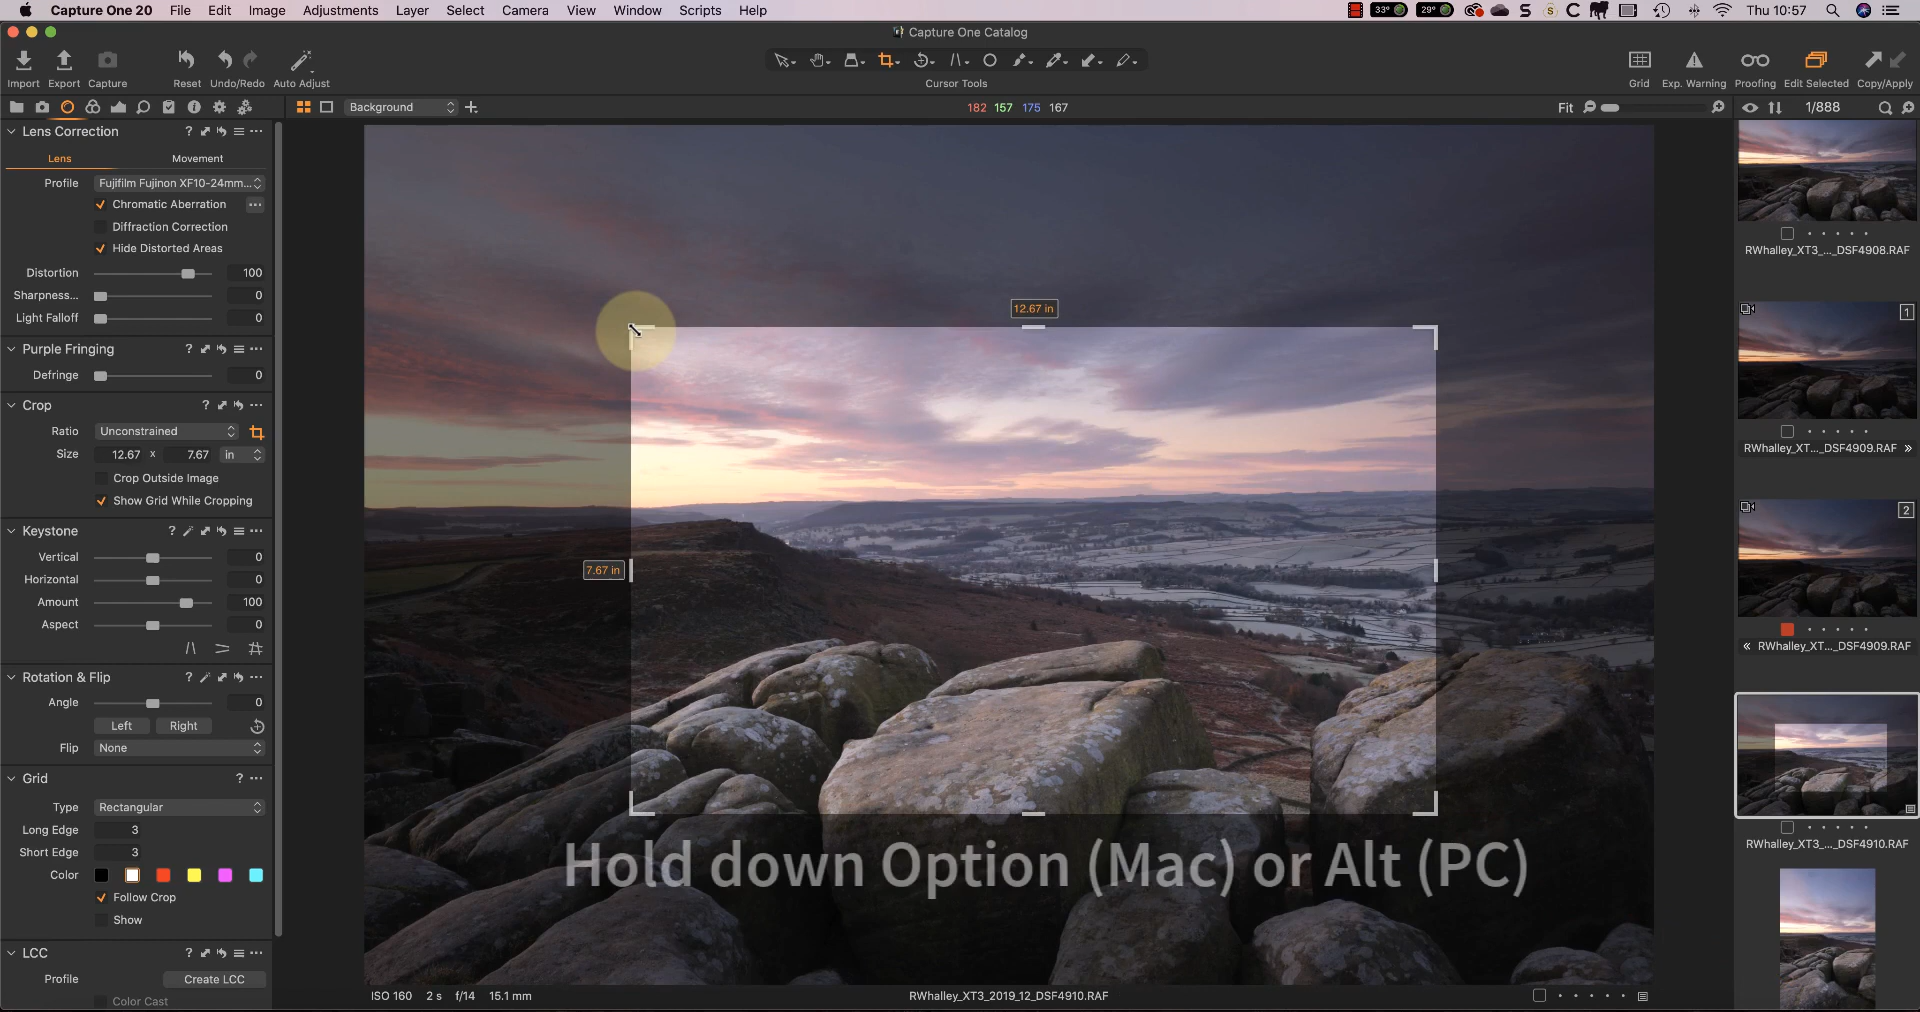 Capture One 20 File Edit Image Adjustments Layer Select Camera View Window Scripts Help 33° 29° Thu 10:57
Capture One Catalog
Import Export Capture Reset Undo/Redo Auto Adjust Cursor Tools Grid Exp. Warning Proofing Edit Selected Copy/Apply
Background 182 157 175 167 Fit 1/888
Lens Correction
Lens Movement
Profile Fujifilm Fujinon XF10-24mm...
Chromatic Aberration
Diffraction Correction
Hide Distorted Areas
Distortion 100
Sharpness... 0
Light Falloff 0
Purple Fringing
Defringe 0
Crop
Ratio Unconstrained
Size 12.67 x 7.67 in
Crop Outside Image
Show Grid While Cropping
Keystone
Vertical 0
Horizontal 0
Amount 100
Aspect 0
Rotation & Flip
Angle 0
Left Right
Flip None
Grid
Type Rectangular
Long Edge 3
Short Edge 3
Color
Follow Crop
Show
LCC
Profile Create LCC
Color Cast
12.67 in
7.67 in
Hold down Option (Mac) or Alt (PC)
ISO 160 2 s f/14 15.1 mm RWhalley_XT3_2019_12_DSF4910.RAF
RWhalley_XT3_..._DSF4908.RAF
1
RWhalley_XT..._DSF4909.RAF
2
RWhalley_XT..._DSF4909.RAF
RWhalley_XT3_..._DSF4910.RAF